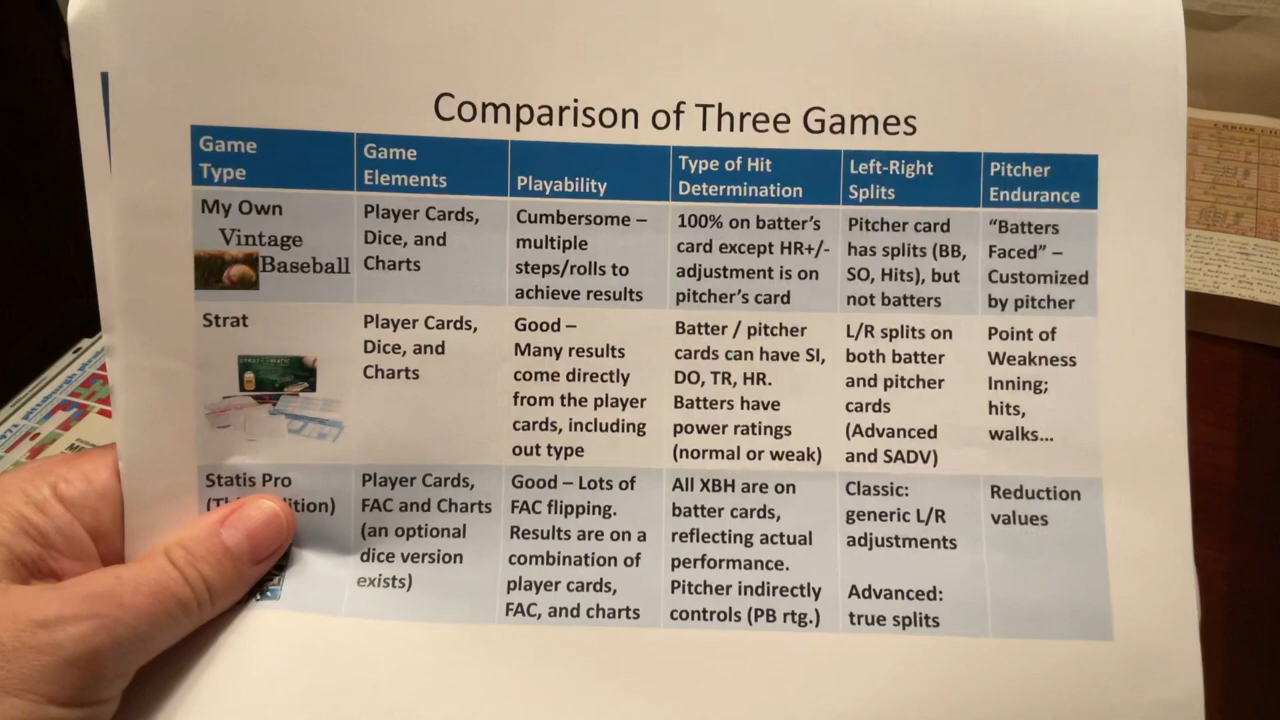 Comparison of Three Games
Game
Type
Game
Elements
Playability
Type of Hit
Determination
Left-Right
Splits
Pitcher
Endurance
My Own
Vintage
Baseball
Player Cards,
Dice, and
Charts
Cumbersome –
multiple
steps/rolls to
achieve results
100% on batter's
card except HR+/-
adjustment is on
pitcher's card
Pitcher card
has splits (BB,
SO, Hits), but
not batters
“Batters
Faced” –
Customized
by pitcher
Strat
Player Cards,
Dice, and
Charts
Good –
Many results
come directly
from the player
cards, including
out type
Batter / pitcher
cards can have SI,
DO, TR, HR.
Batters have
power ratings
(normal or weak)
L/R splits on
both batter
and pitcher
cards
(Advanced
and SADV)
Point of
Weakness
Inning;
hits,
walks…
Statis Pro
Player Cards,
FAC and Charts
(an optional
dice version
exists)
Good – Lots of
FAC flipping.
Results are on a
combination of
player cards,
FAC, and charts
All XBH are on
batter cards,
reflecting actual
performance.
Pitcher indirectly
controls (PB rtg.)
Classic:
generic L/R
adjustments
Advanced:
true splits
Reduction
values